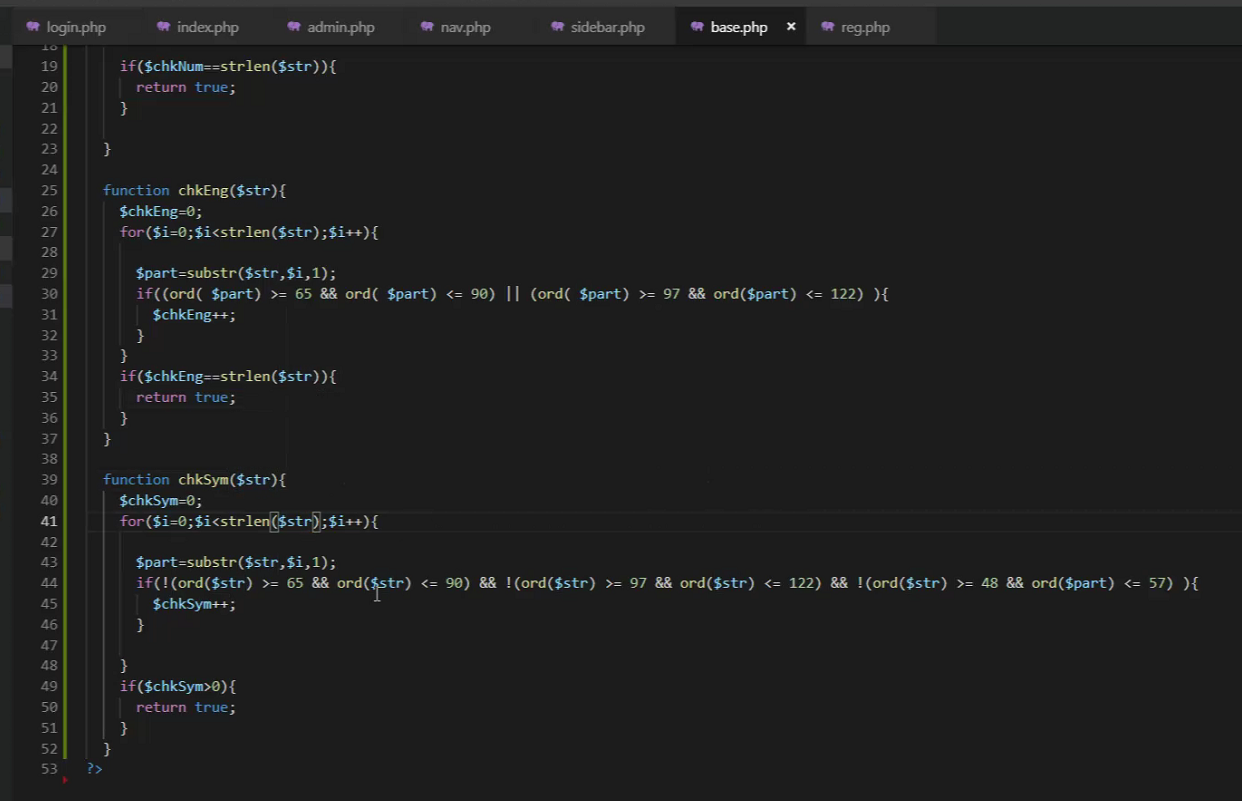 login.php index.php admin.php nav.php sidebar.php base.php × reg.php
18
19 if($chkNum==strlen($str)){
20 return true;
21 }
22
23 }
24
25 function chkEng($str){
26 $chkEng=0;
27 for($i=0;$i<strlen($str);$i++){
28
29 $part=substr($str,$i,1);
30 if((ord( $part) >= 65 && ord( $part) <= 90) || (ord( $part) >= 97 && ord($part) <= 122) ){
31 $chkEng++;
32 }
33 }
34 if($chkEng==strlen($str)){
35 return true;
36 }
37 }
38
39 function chkSym($str){
40 $chkSym=0;
41 for($i=0;$i<strlen($str);$i++){
42
43 $part=substr($str,$i,1);
44 if(!(ord($str) >= 65 && ord($str) <= 90) && !(ord($str) >= 97 && ord($str) <= 122) && !(ord($str) >= 48 && ord($part) <= 57) ){
45 $chkSym++;
46 }
47
48 }
49 if($chkSym>0){
50 return true;
51 }
52 }
53 ?>